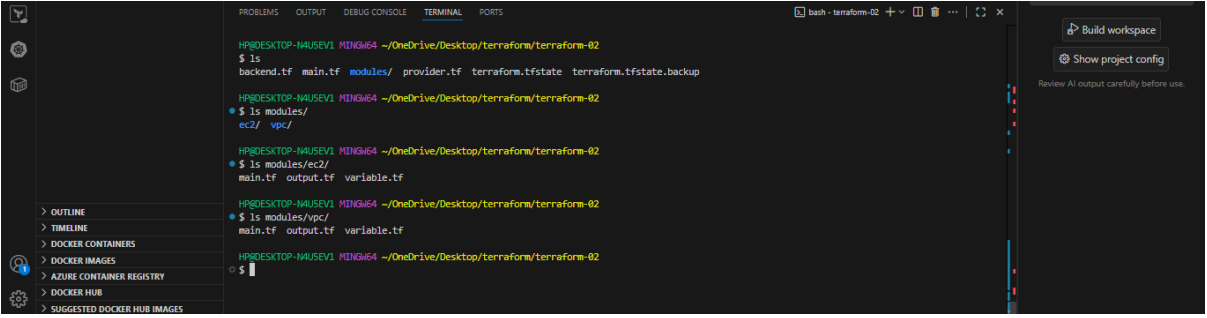 PROBLEMS OUTPUT DEBUG CONSOLE TERMINAL PORTS
bash - terraform-02
HP@DESKTOP-N4U5EV1 MINGW64 ~/OneDrive/Desktop/terraform/terraform-02
$ ls
backend.tf main.tf modules/ provider.tf terraform.tfstate terraform.tfstate.backup
HP@DESKTOP-N4U5EV1 MINGW64 ~/OneDrive/Desktop/terraform/terraform-02
$ ls modules/
ec2/ vpc/
HP@DESKTOP-N4U5EV1 MINGW64 ~/OneDrive/Desktop/terraform/terraform-02
$ ls modules/ec2/
main.tf output.tf variable.tf
HP@DESKTOP-N4U5EV1 MINGW64 ~/OneDrive/Desktop/terraform/terraform-02
$ ls modules/vpc/
main.tf output.tf variable.tf
HP@DESKTOP-N4U5EV1 MINGW64 ~/OneDrive/Desktop/terraform/terraform-02
$
OUTLINE
TIMELINE
DOCKER CONTAINERS
DOCKER IMAGES
AZURE CONTAINER REGISTRY
DOCKER HUB
SUGGESTED DOCKER HUB IMAGES
1
Build workspace
Show project config
Review AI output carefully before use.